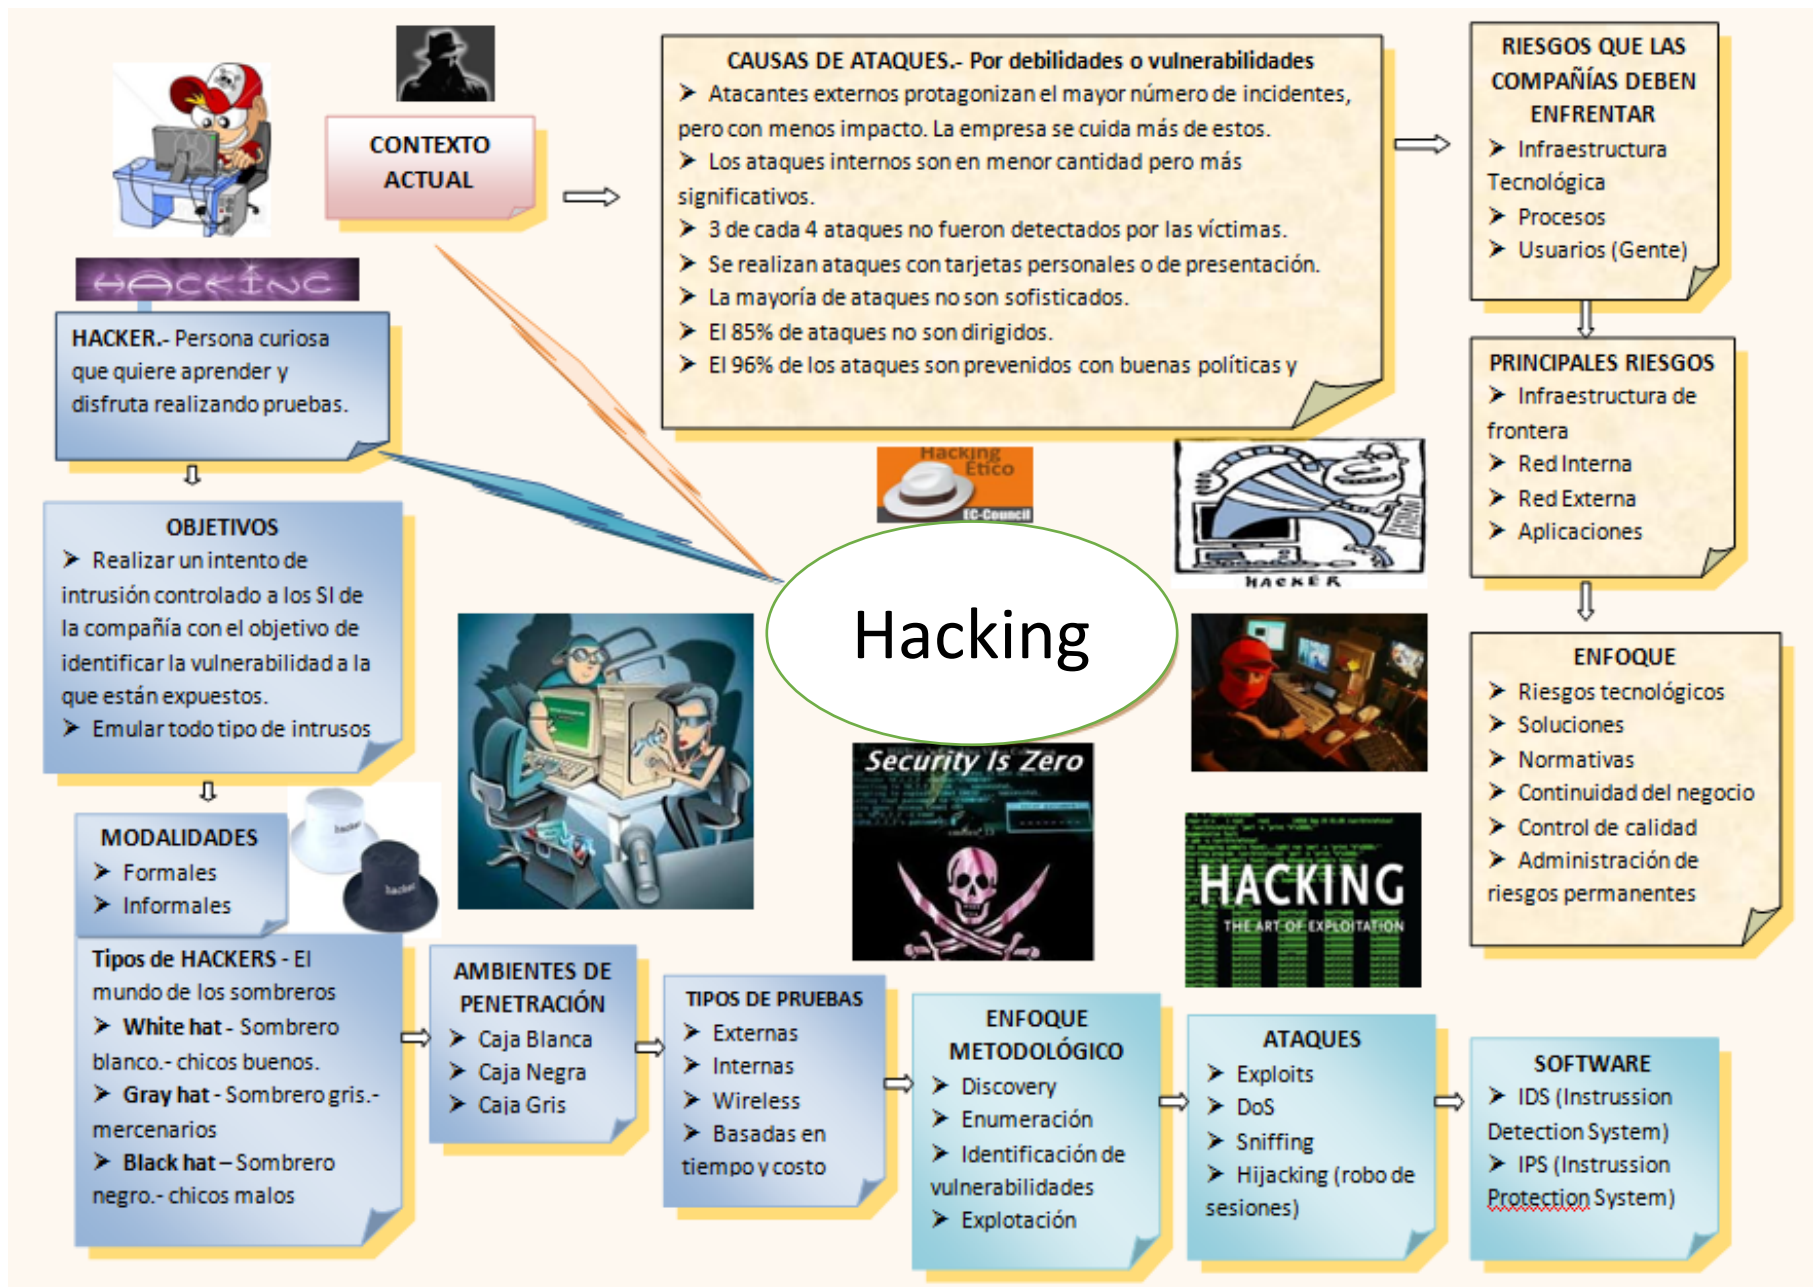 CONTEXTO
ACTUAL
CAUSAS DE ATAQUES.- Por debilidades o vulnerabilidades
➤ Atacantes externos protagonizan el mayor número de incidentes,
pero con menos impacto. La empresa se cuida más de estos.
➤ Los ataques internos son en menor cantidad pero más
significativos.
➤ 3 de cada 4 ataques no fueron detectados por las víctimas.
➤ Se realizan ataques con tarjetas personales o de presentación.
➤ La mayoría de ataques no son sofisticados.
➤ El 85% de ataques no son dirigidos.
➤ El 96% de los ataques son prevenidos con buenas políticas y
RIESGOS QUE LAS
COMPAÑÍAS DEBEN
ENFRENTAR
➤ Infraestructura
Tecnológica
➤ Procesos
➤ Usuarios (Gente)
PRINCIPALES RIESGOS
➤ Infraestructura de
frontera
➤ Red Interna
➤ Red Externa
➤ Aplicaciones
ENFOQUE
➤ Riesgos tecnológicos
➤ Soluciones
➤ Normativas
➤ Continuidad del negocio
➤ Control de calidad
➤ Administración de
riesgos permanentes
HACKING
HACKER.- Persona curiosa
que quiere aprender y
disfruta realizando pruebas.
OBJETIVOS
➤ Realizar un intento de
intrusión controlado a los SI de
la compañía con el objetivo de
identificar la vulnerabilidad a la
que están expuestos.
➤ Emular todo tipo de intrusos
MODALIDADES
➤ Formales
➤ Informales
hacker
hacker
Hacking
Ético
EC-Council
HACKER
Hacking
Security Is Zero
HACKING
THE ART OF EXPLOITATION
Tipos de HACKERS - El
mundo de los sombreros
➤ White hat - Sombrero
blanco.- chicos buenos.
➤ Gray hat - Sombrero gris.-
mercenarios
➤ Black hat – Sombrero
negro.- chicos malos
AMBIENTES DE
PENETRACIÓN
➤ Caja Blanca
➤ Caja Negra
➤ Caja Gris
TIPOS DE PRUEBAS
➤ Externas
➤ Internas
➤ Wireless
➤ Basadas en
tiempo y costo
ENFOQUE
METODOLÓGICO
➤ Discovery
➤ Enumeración
➤ Identificación de
vulnerabilidades
➤ Explotación
ATAQUES
➤ Exploits
➤ DoS
➤ Sniffing
➤ Hijacking (robo de
sesiones)
SOFTWARE
➤ IDS (Instrussion
Detection System)
➤ IPS (Instrussion
Protection System)